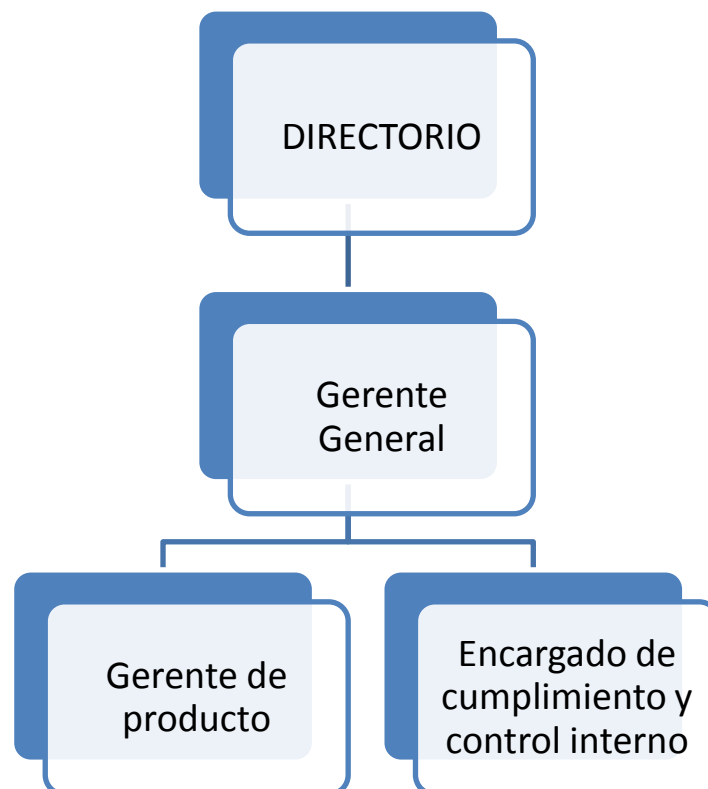 DIRECTORIO
Gerente
General
Gerente de
producto
Encargado de
cumplimiento y
control interno